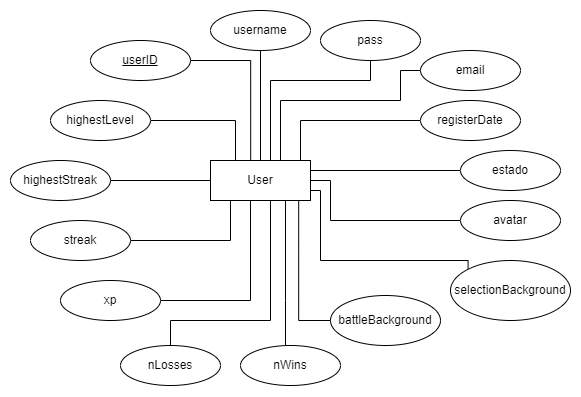 username
pass
userID
email
highestLevel
registerDate
highestStreak
User
estado
streak
avatar
xp
selectionBackground
battleBackground
nLosses
nWins